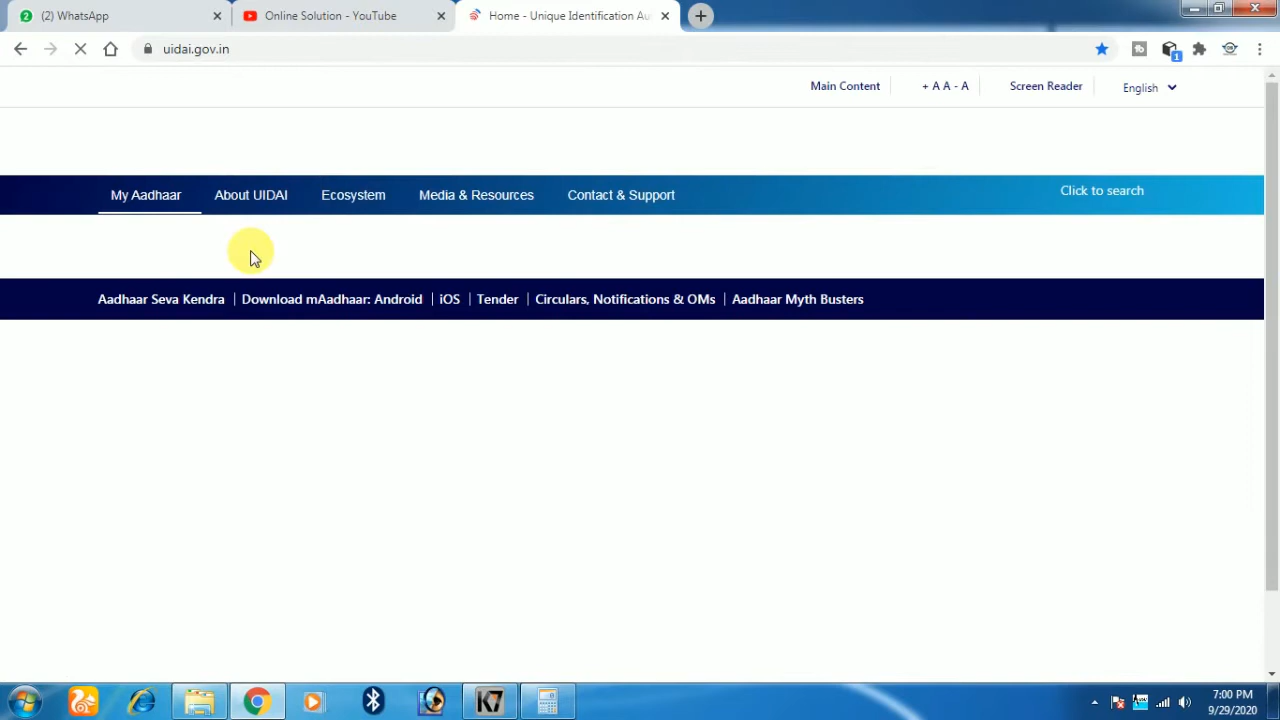 (2) WhatsApp
Online Solution - YouTube
Home - Unique Identification Au
uidai.gov.in
1
Main Content
+ A A - A
Screen Reader
English
My Aadhaar
About UIDAI
Ecosystem
Media & Resources
Contact & Support
Click to search
Aadhaar Seva Kendra
Download mAadhaar: Android
iOS
Tender
Circulars, Notifications & OMs
Aadhaar Myth Busters
K7
7:00 PM
9/29/2020